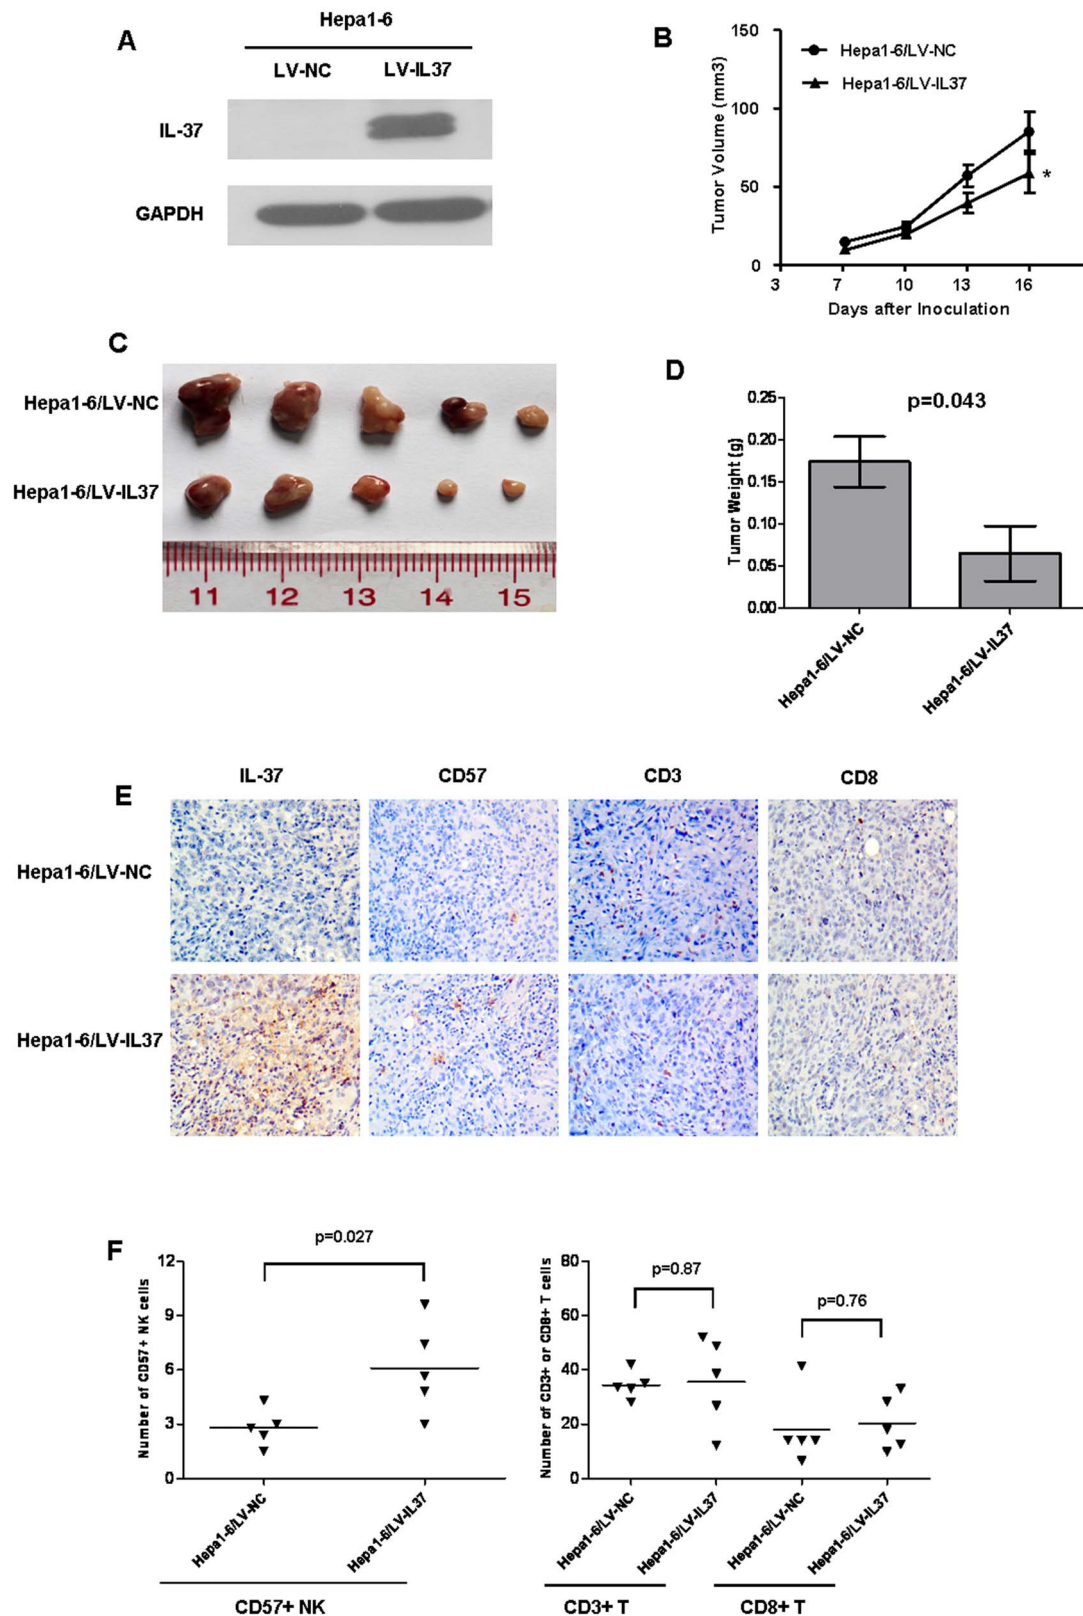 A
Hepa1-6
LV-NC LV-IL37
IL-37
GAPDH
B
150
100
50
0
Tumor Volume (mm3)
Hepa1-6/LV-NC
Hepa1-6/LV-IL37
*
3 7 10 13 16
Days after Inoculation
C
Hepa1-6/LV-NC
Hepa1-6/LV-IL37
11 12 13 14 15
D
p=0.043
0.25
0.20
0.15
0.10
0.05
0.00
Tumor Weight (g)
Hepa1-6/LV-NC
Hepa1-6/LV-IL37
E
IL-37 CD57 CD3 CD8
Hepa1-6/LV-NC
Hepa1-6/LV-IL37
F
p=0.027
12
9
6
3
0
Number of CD57+ NK cells
Hepa1-6/LV-NC
Hepa1-6/LV-IL37
CD57+ NK
80
60
40
20
0
Number of CD3+ or CD8+ T cells
p=0.87
p=0.76
Hepa1-6/LV-NC
Hepa1-6/LV-IL37
Hepa1-6/LV-NC
Hepa1-6/LV-IL37
CD3+ T
CD8+ T